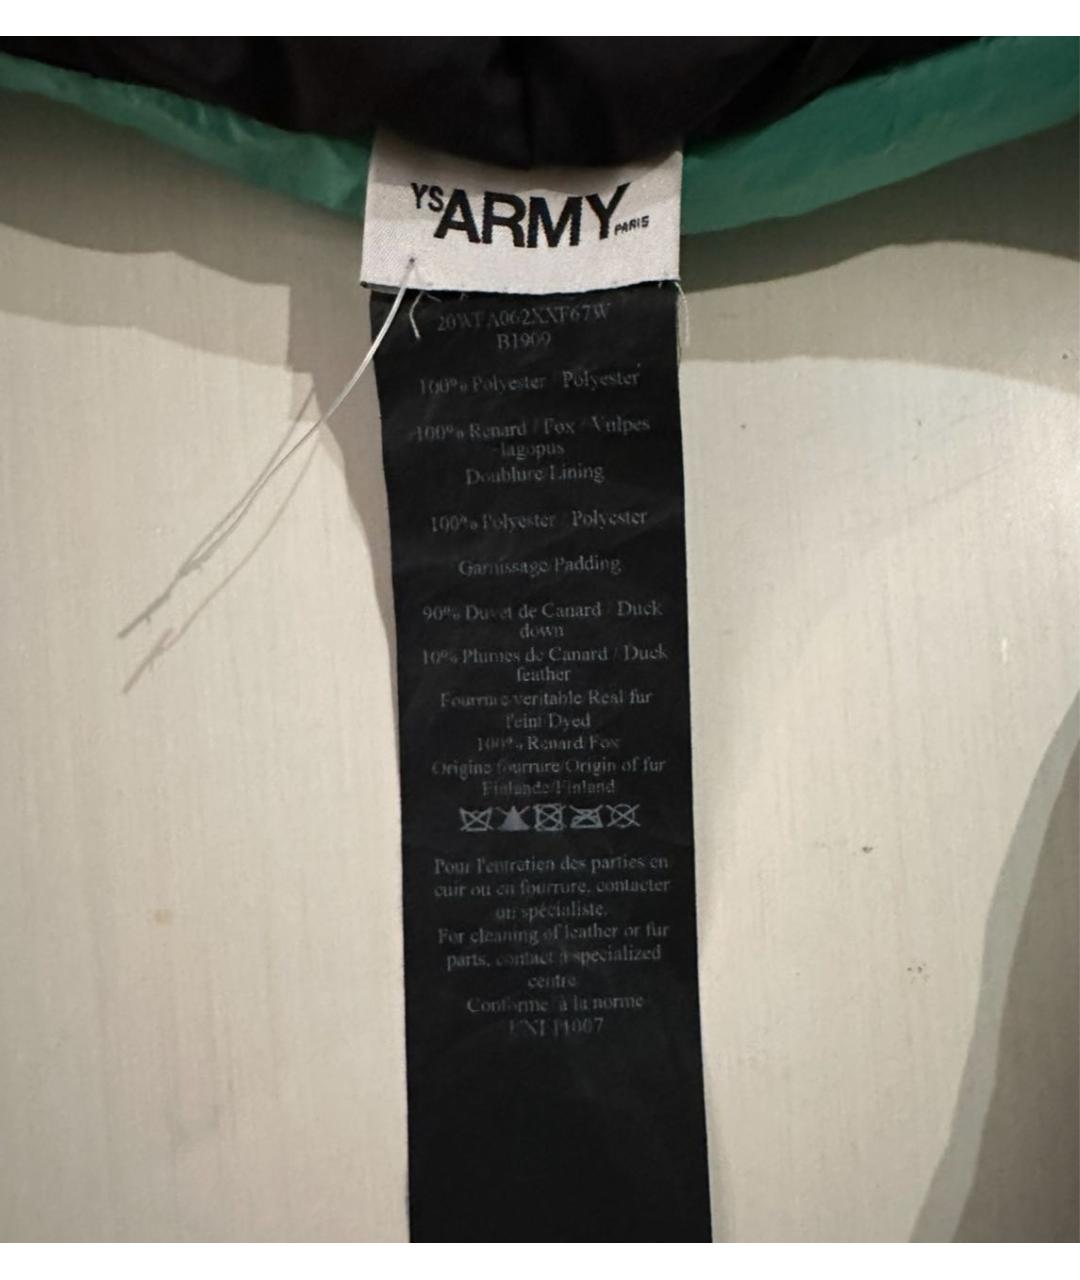 YS ARMY PARIS
B1909
100% Polyester / Polyester
100% Renard / Fox / Vulpes
lagopus
Doublure/Lining
100% Polyester / Polyester
Garnissage/Padding
90% Duvet de Canard / Duck
down
10% Plumes de Canard / Duck
feather
Fourrure veritable/Real fur
Teint/Dyed
100% Renard/Fox
Origine fourrure/Origin of fur
Finlande/Finland
Pour l'entretien des parties en
cuir ou en fourrure, contacter
un spécialiste.
For cleaning of leather or fur
parts, contact a specialized
centre
Conforme à la norme
11007